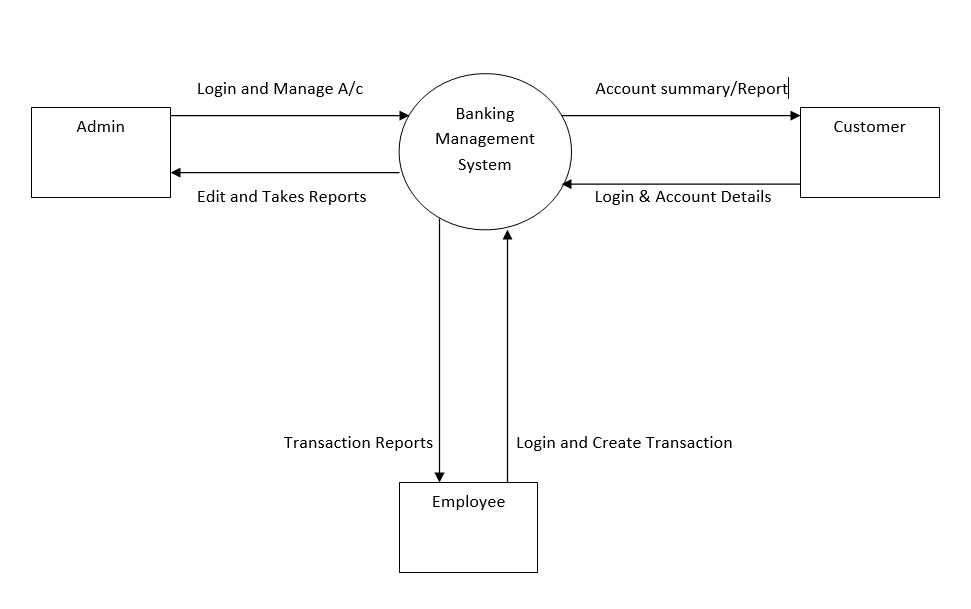 Login and Manage A/c
Account summary/Report
Admin
Banking
Management
System
Customer
Edit and Takes Reports
Login & Account Details
Transaction Reports
Login and Create Transaction
Employee